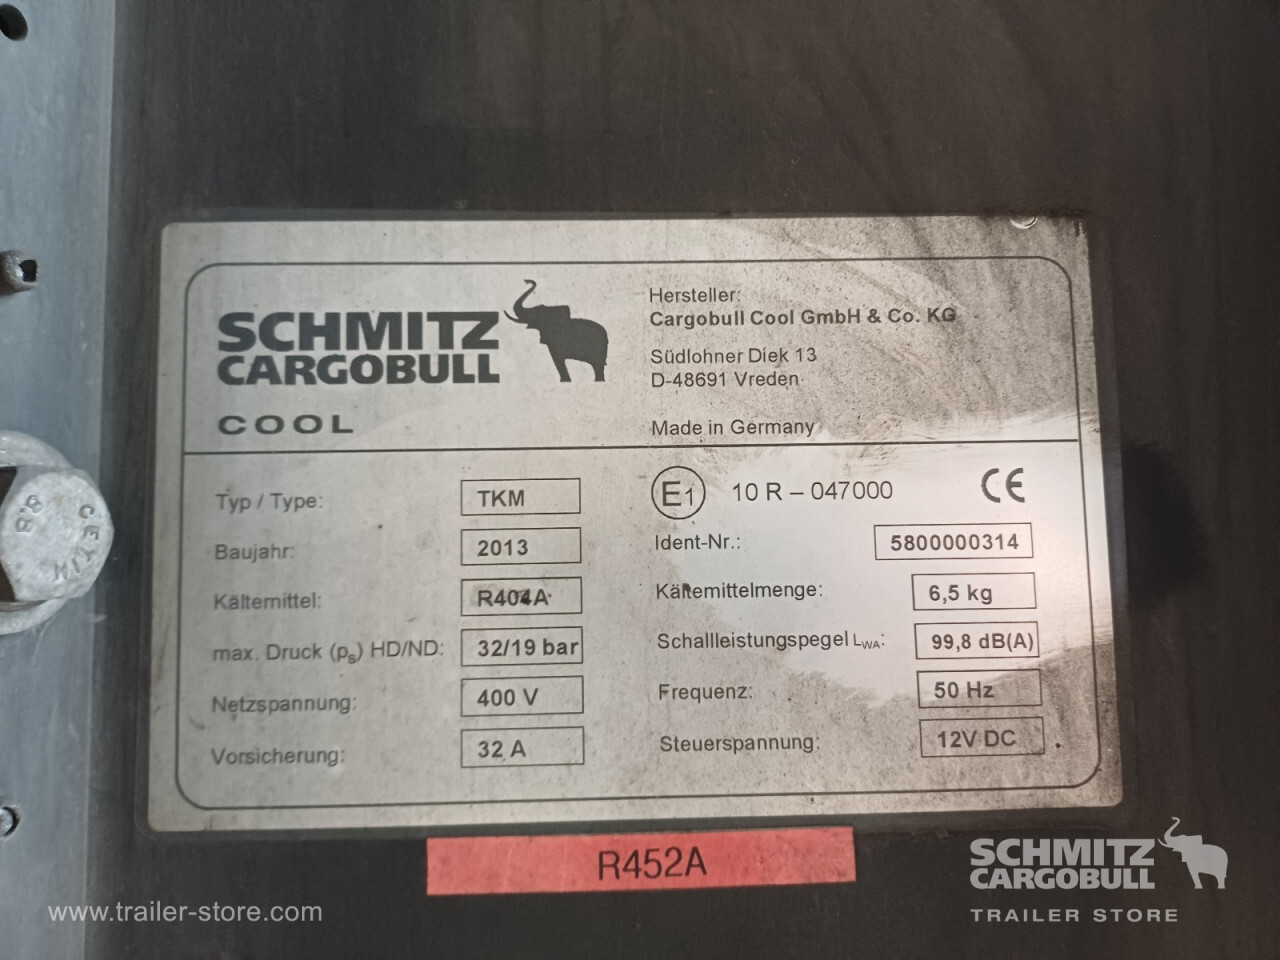 SCHMITZ
CARGOBULL
COOL
Hersteller:
Cargobull Cool GmbH & Co. KG
Südlohner Diek 13
D-48691 Vreden
Made in Germany
Typ / Type: TKM
Baujahr: 2013
Kältemittel: R404A
max. Druck (ps) HD/ND: 32/19 bar
Netzspannung: 400 V
Vorsicherung: 32 A
E1 10 R – 047000 CE
Ident-Nr.: 5800000314
Kältemittelmenge: 6,5 kg
Schallleistungspegel LWA: 99,8 dB(A)
Frequenz: 50 Hz
Steuerspannung: 12V DC
R452A
CETIN
8.8
www.trailer-store.com
SCHMITZ
CARGOBULL
TRAILER STORE